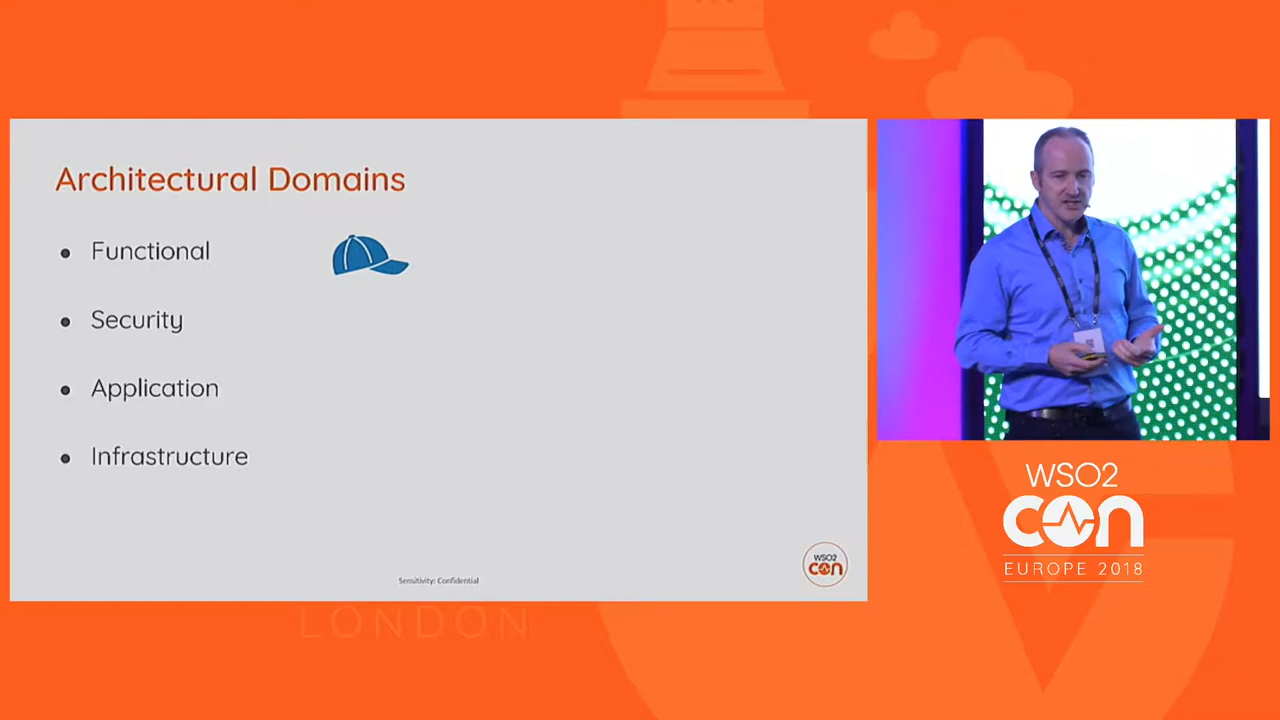 Architectural Domains
• Functional
• Security
• Application
• Infrastructure
Sensitivity: Confidential
WSO2
con
WSO2
con
EUROPE 2018
LONDON